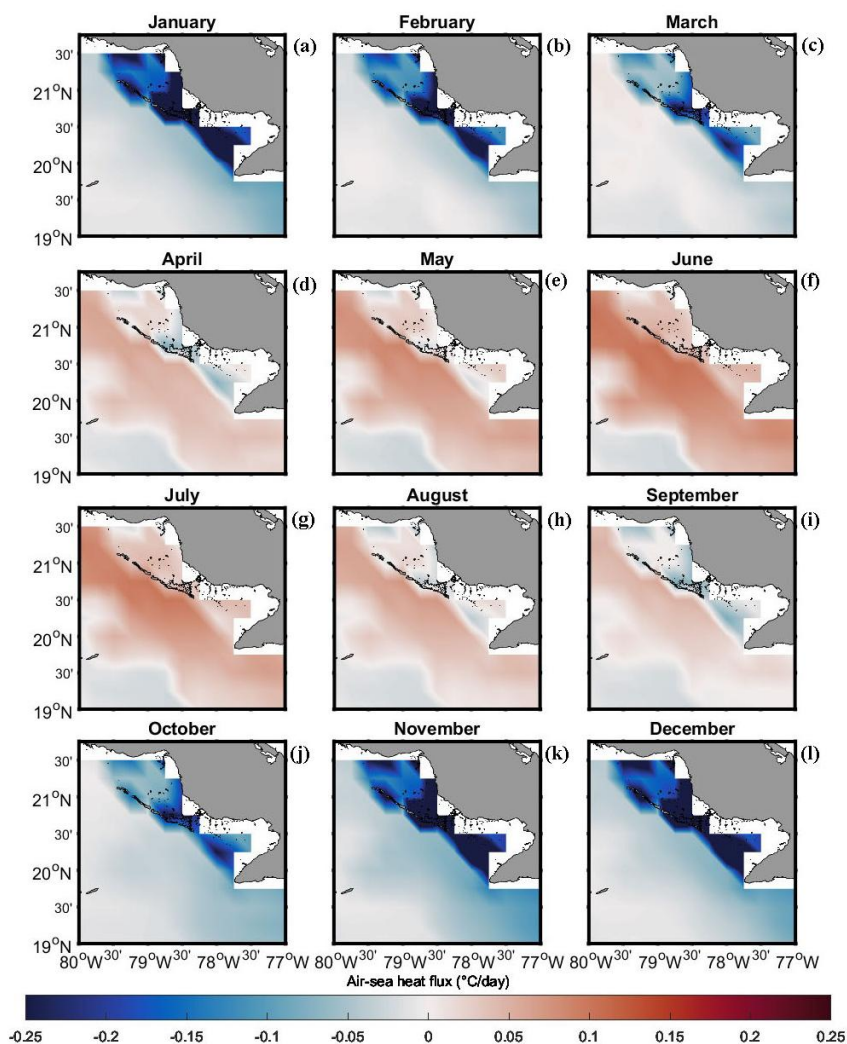 January (a) February (b) March (c)
30'
21°N
30'
20°N
30'
19°N
April (d) May (e) June (f)
30'
21°N
30'
20°N
30'
19°N
July (g) August (h) September (i)
30'
21°N
30'
20°N
30'
19°N
October (j) November (k) December (l)
30'
21°N
30'
20°N
30'
19°N
80°W 30' 79°W 30' 78°W 30' 77°W 80°W 30' 79°W 30' 78°W 30' 77°W 80°W 30' 79°W 30' 78°W 30' 77°W
Air-sea heat flux (°C/day)
-0.25 -0.2 -0.15 -0.1 -0.05 0 0.05 0.1 0.15 0.2 0.25